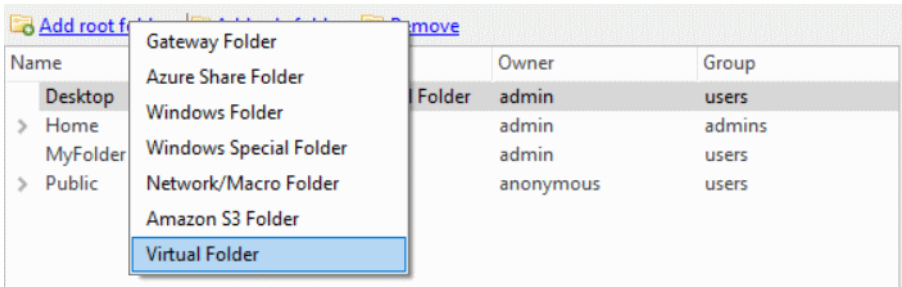 Add root
Remove
Name
Owner
Group
Desktop
Folder
admin
users
Home
admin
admins
MyFolder
admin
users
Public
anonymous
users
Gateway Folder
Azure Share Folder
Windows Folder
Windows Special Folder
Network/Macro Folder
Amazon S3 Folder
Virtual Folder